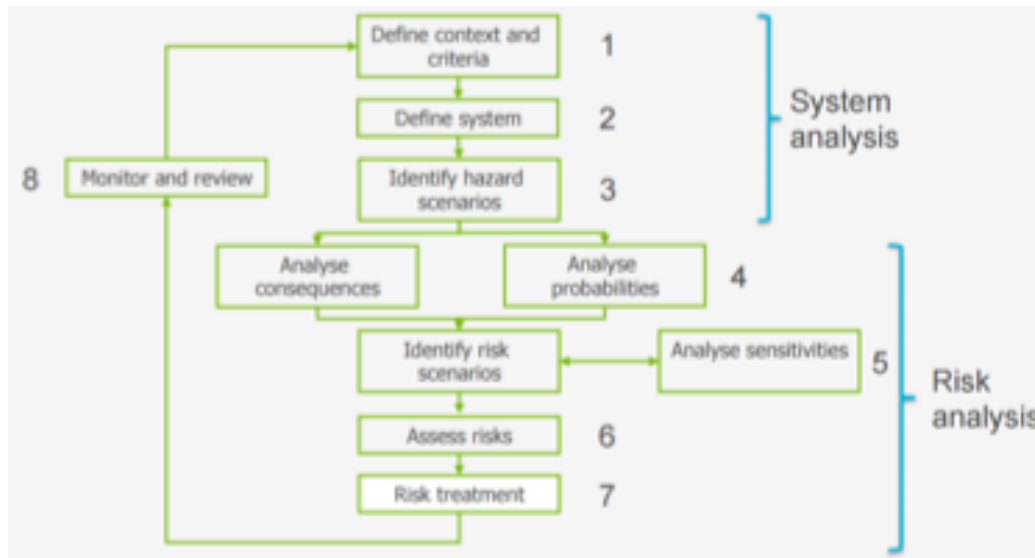 Define context and
criteria
1
Define system
2
System
analysis
8
Monitor and review
Identify hazard
scenarios
3
Analyse
consequences
Analyse
probabilities
4
Identify risk
scenarios
Analyse sensitivities
5
Risk
analysis
Assess risks
6
Risk treatment
7